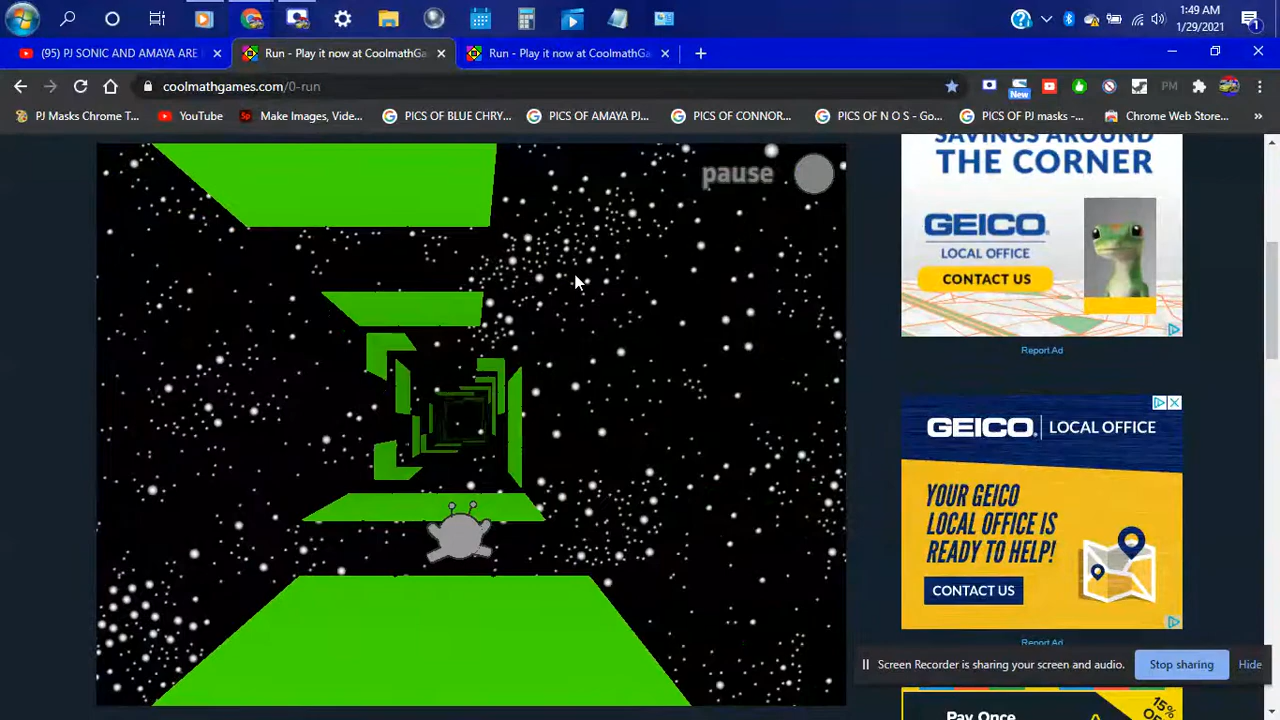 1:49 AM
1/29/2021
1
(95) PJ SONIC AND AMAYA ARE
Run - Play it now at CoolmathGa
Run - Play it now at CoolmathGa
coolmathgames.com/0-run
New
PM
PJ Masks Chrome T...
YouTube
Sp
Make Images, Vide...
PICS OF BLUE CHRY...
PICS OF AMAYA PJ...
PICS OF CONNOR...
PICS OF N O S - Go...
PICS OF PJ masks -...
Chrome Web Store...
»
pause
SAVINGS AROUND
THE CORNER
GEICO
LOCAL OFFICE
CONTACT US
Report Ad
GEICO. LOCAL OFFICE
YOUR GEICO
LOCAL OFFICE IS
READY TO HELP!
CONTACT US
Report Ad
Screen Recorder is sharing your screen and audio.
Stop sharing
Hide
Pay Once
15%